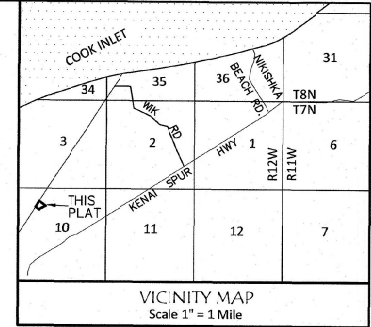 COOK INLET
31
34
35
36
NIKISHKA
BEACH RD.
T8N
T7N
WIK RD
3
2
1
6
R12W
R11W
KENAI SPUR HWY
THIS
PLAT
10
11
12
7
VICINITY MAP
Scale 1" = 1 Mile